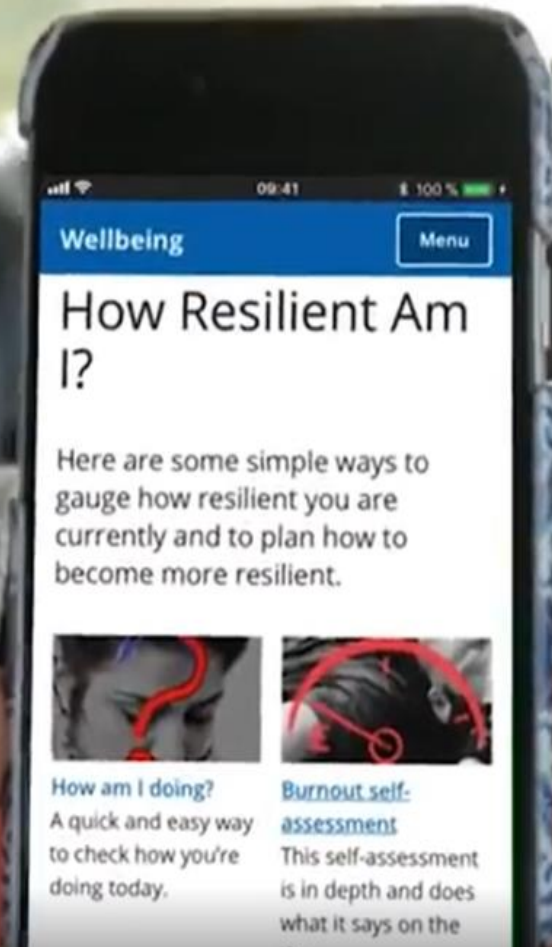 09:41
100 %
Wellbeing
Menu
How Resilient Am
I?
Here are some simple ways to
gauge how resilient you are
currently and to plan how to
become more resilient.
How am I doing?
A quick and easy way
to check how you're
doing today.
Burnout self-
assessment
This self-assessment
is in depth and does
what it says on the